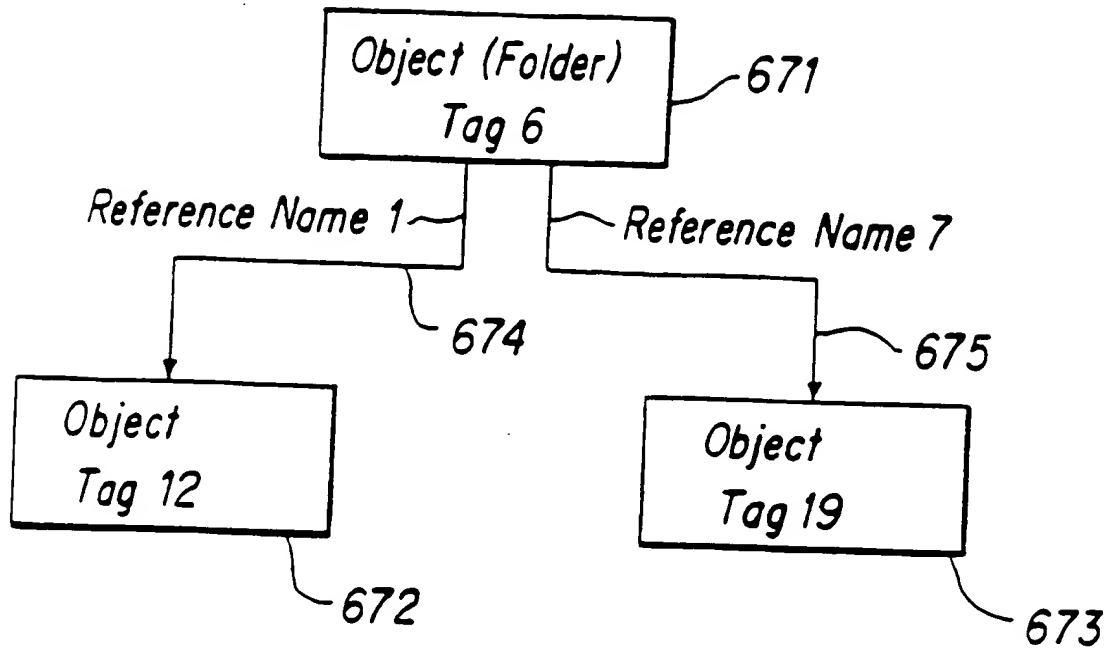 Object (Folder)
Tag 6
671
Reference Name 1
Reference Name 7
674
675
Object
Tag 12
Object
Tag 19
672
673